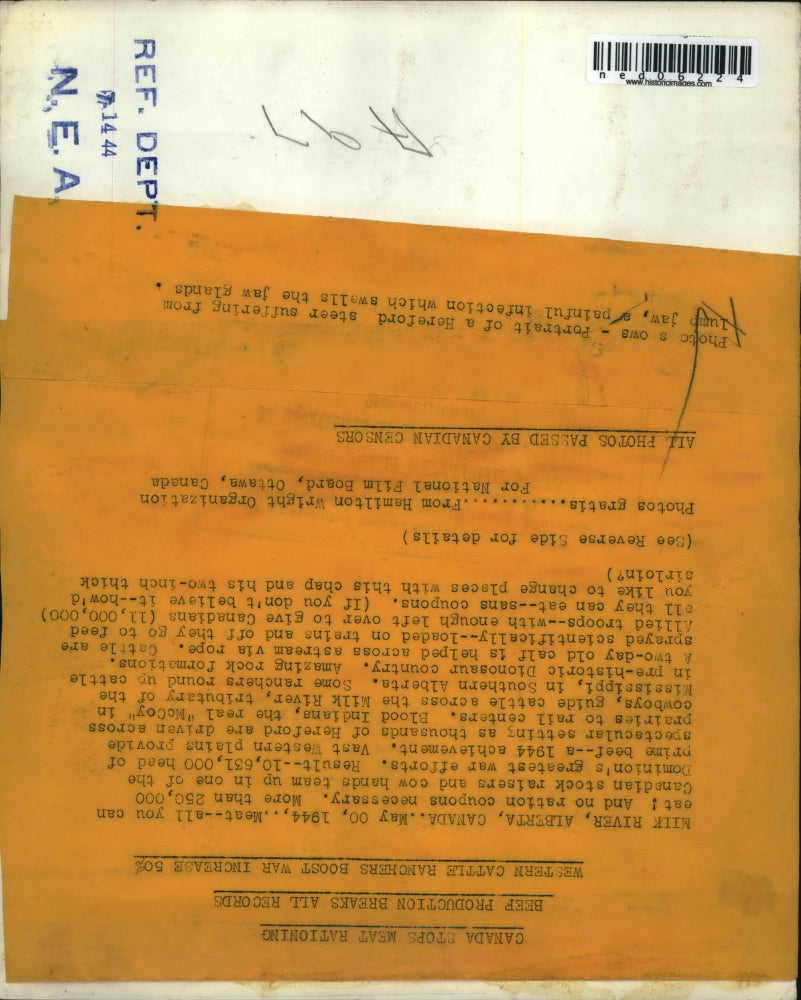 CANADA STOPS MEAT RATIONING
BEEF PRODUCTION BREAKS ALL RECORDS
WESTERN CATTLE RANCHERS BOOST WAR INCREASE 50%
MILK RIVER, ALBERTA, CANADA..May 00, 1944,..Meat--all you can
eat! And no ration coupons necessary. More than 250,000
Canadian stock raisers and cow hands team up in one of the
Dominion's greatest war efforts. Result--10,631,000 head of
prime beef--a 1944 achievement. Vast Western plains provide
spectacular setting as thousands of Hereford are driven across
prairies to rail centers. Blood Indians, the real "McCoy" in
cowboys, guide cattle across the Milk River, tributary of the
Mississippi, in Southern Alberta. Some ranchers round up cattle
in pre-historic Dionosaur country. Amazing rock formations.
A two-day old calf is helped across astream via rope. Cattle are
sprayed scientifically--loaded on trains and off they go to feed
Allied troops--with enough left over to give Canadians (11,000,000)
all they can eat--sans coupons. (If you don't believe it--how'd
you like to change places with this chap and his two-inch thick
sirloin?)
(See Reverse Side for details)
Photos gratis............From Hamilton Wright Organization
For National Film Board, Ottawa, Canada
ALL PHOTOS PASSED BY CANADIAN CENSORS
Photo s ows - Portrait of a Hereford steer suffering from
lump jaw, a painful infection which swells the jaw glands .
REF. DEPT.
7-14 44
N. E. A.
ned06224
www.historicimages.com